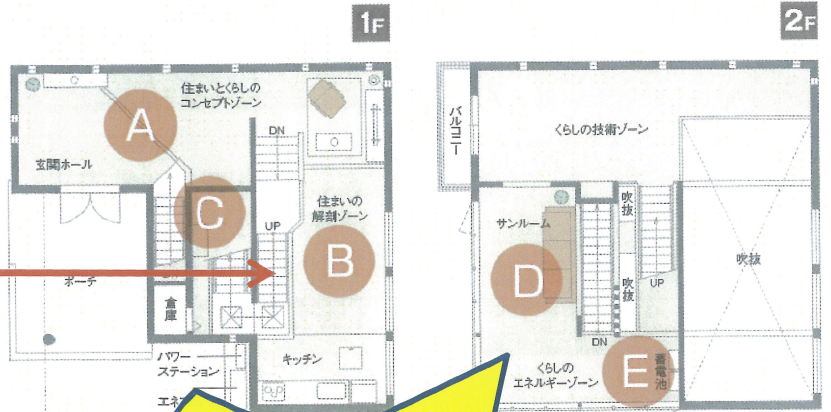 1F
住まいとくらしの
コンセプトゾーン
A
DN
玄関ホール
C
住まいの
解剖ゾーン
UP
B
ポーチ
倉庫
パワー
ステーション
キッチン
エネ
2F
バルコニー
くらしの技術ゾーン
サンルーム
吹抜
D
吹抜
吹抜
UP
DN
くらしの
エネルギーゾーン
E
蓄電池